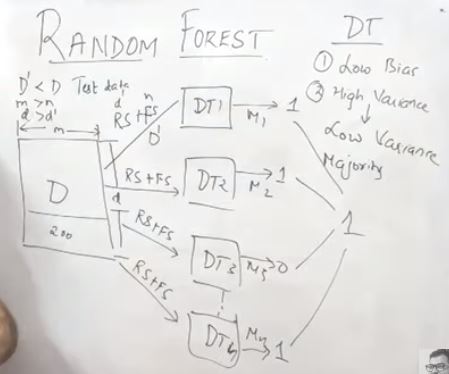 RANDOM FOREST
DT
① Low Bias
② High Variance
Low Variance
Majority
D' < D Test data
m > n
d > d'
m
d' n
RS+FS
D'
D
200
d
RS+FS
RS+FS
RS+FS
DT1
M1
1
DT2
M2
1
DT3
M3
0
DT4
1
1